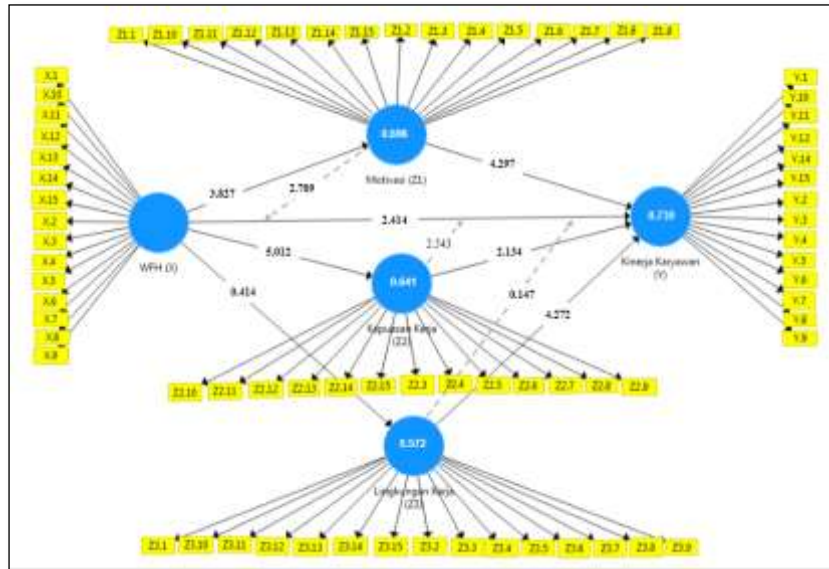 Z1.1 Z1.10 Z1.11 Z1.12 Z1.13 Z1.14 Z1.15 Z1.2 Z1.3 Z1.4 Z1.5 Z1.6 Z1.7 Z1.8
X.1
X.10
X.11
X.12
X.13
X.14
X.15
X.2
X.3
X.4
X.5
X.6
X.7
X.8
X.9
WFH (X)
3.827
2.789
Motivasi (Z1)
4.297
2.414
5.012
2.343
2.154
0.414
0.641
Kepuasan Kerja
(Z2)
0.147
4.272
Kinerja Karyawan
(Y)
Y.1
Y.10
Y.11
Y.12
Y.14
Y.15
Y.2
Y.3
Y.4
Y.5
Y.6
Y.7
Y.8
Y.9
Z2.10 Z2.11 Z2.12 Z2.13 Z2.14 Z2.15 Z2.3 Z2.4 Z2.5 Z2.6 Z2.7 Z2.8 Z2.9
0.572
Lingkungan Kerja
(Z3)
Z3.1 Z3.10 Z3.11 Z3.12 Z3.13 Z3.14 Z3.15 Z3.2 Z3.3 Z3.4 Z3.5 Z3.6 Z3.7 Z3.8 Z3.9